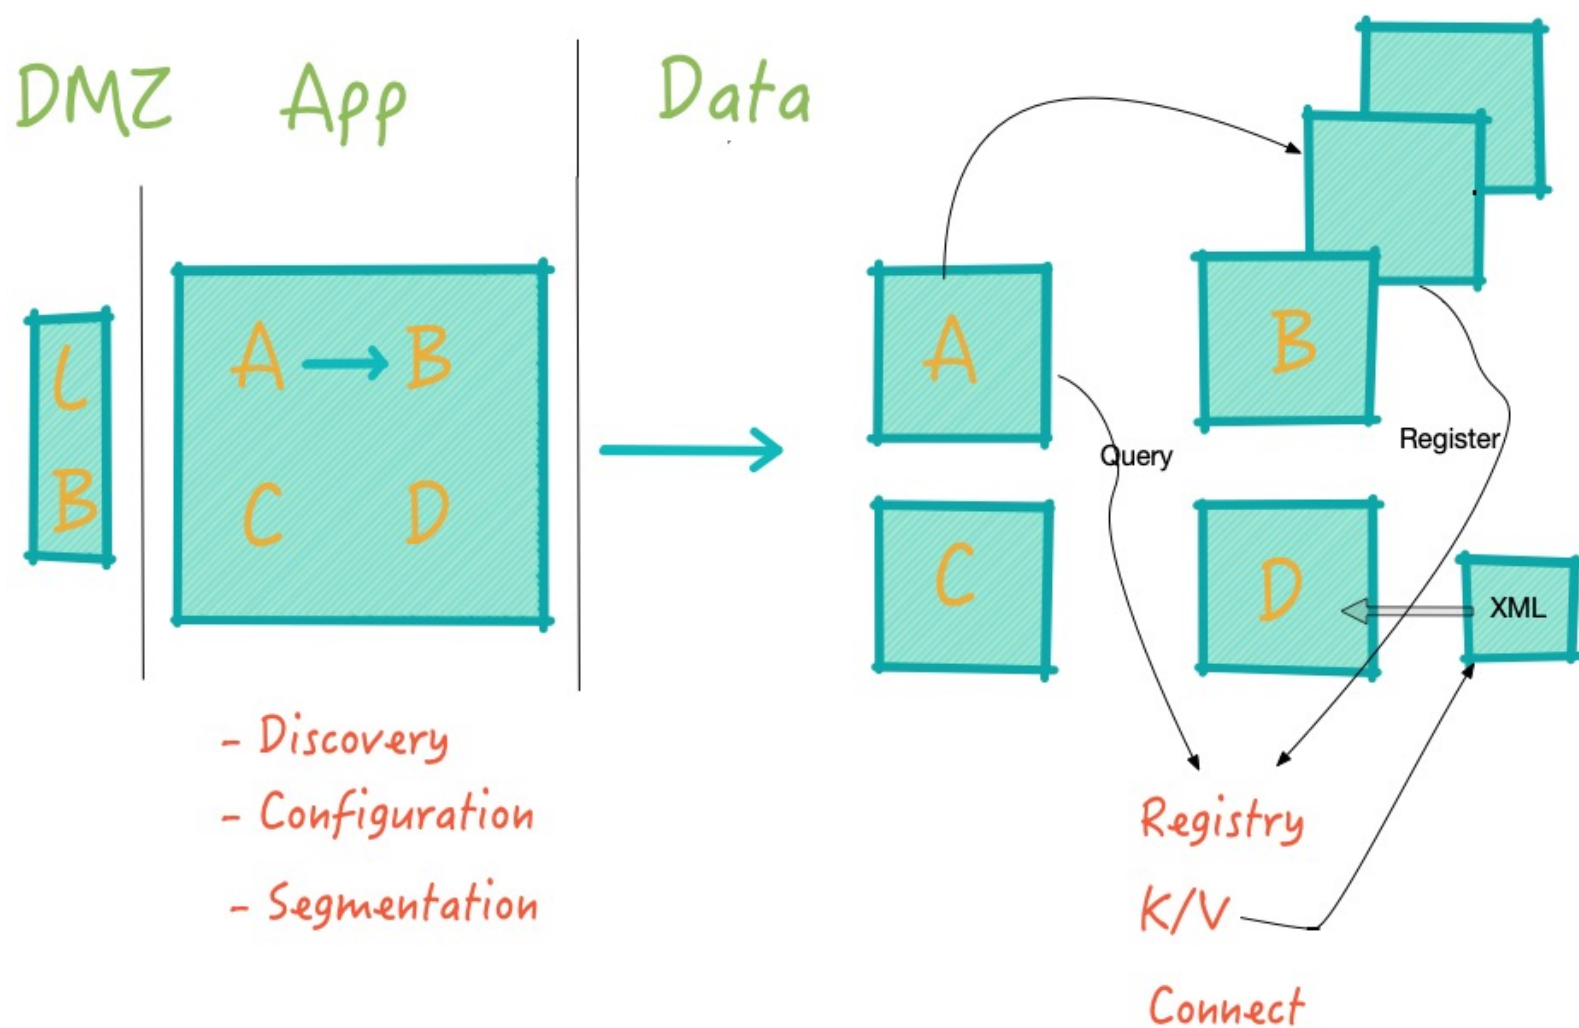 DMZ App Data
L
B
A B
C D
- Discovery
- Configuration
- Segmentation
A B
Query Register
C D XML
Registry
K/V
Connect